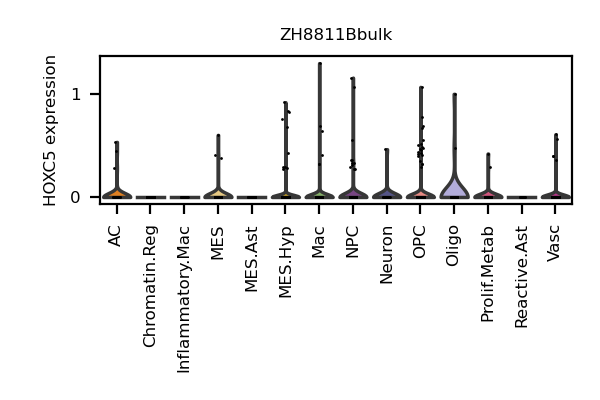 ZH8811Bbulk
HOXC5 expression
1
0
AC
Chromatin.Reg
Inflammatory.Mac
MES
MES.Ast
MES.Hyp
Mac
NPC
Neuron
OPC
Oligo
Prolif.Metab
Reactive.Ast
Vasc